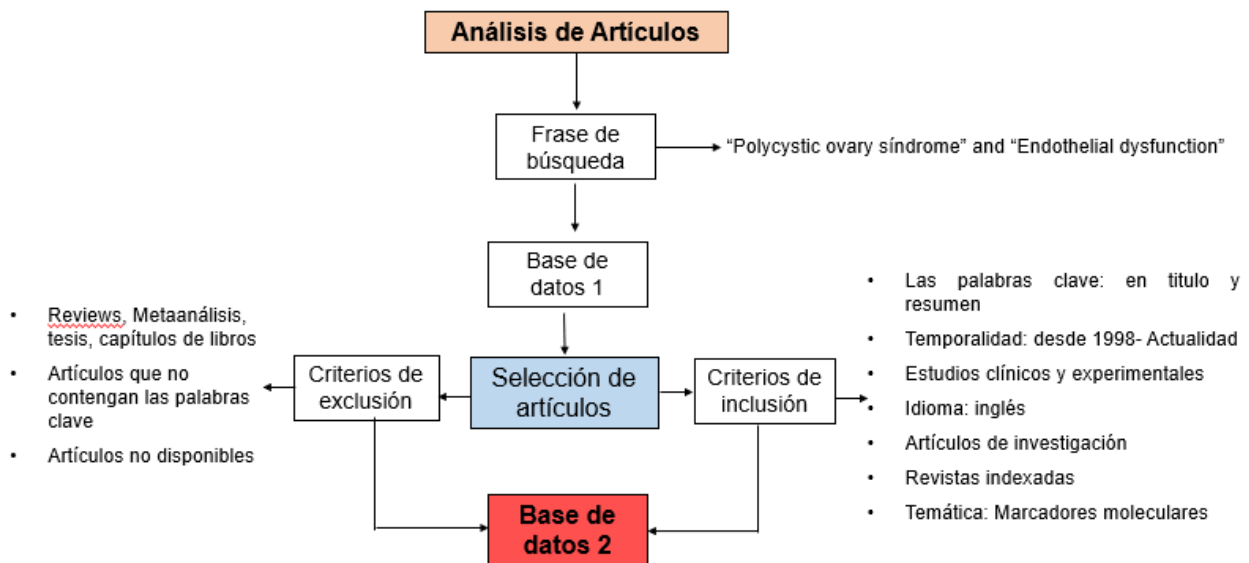 Análisis de Artículos
Frase de
búsqueda
“Polycystic ovary síndrome” and “Endothelial dysfunction”
Base de
datos 1
• Reviews, Metaanálisis,
tesis, capítulos de libros
• Artículos que no
contengan las palabras
clave
• Artículos no disponibles
Criterios de
exclusión
Selección de
artículos
Criterios de
inclusión
• Las palabras clave: en titulo y
resumen
• Temporalidad: desde 1998- Actualidad
• Estudios clínicos y experimentales
• Idioma: inglés
• Artículos de investigación
• Revistas indexadas
• Temática: Marcadores moleculares
Base de
datos 2